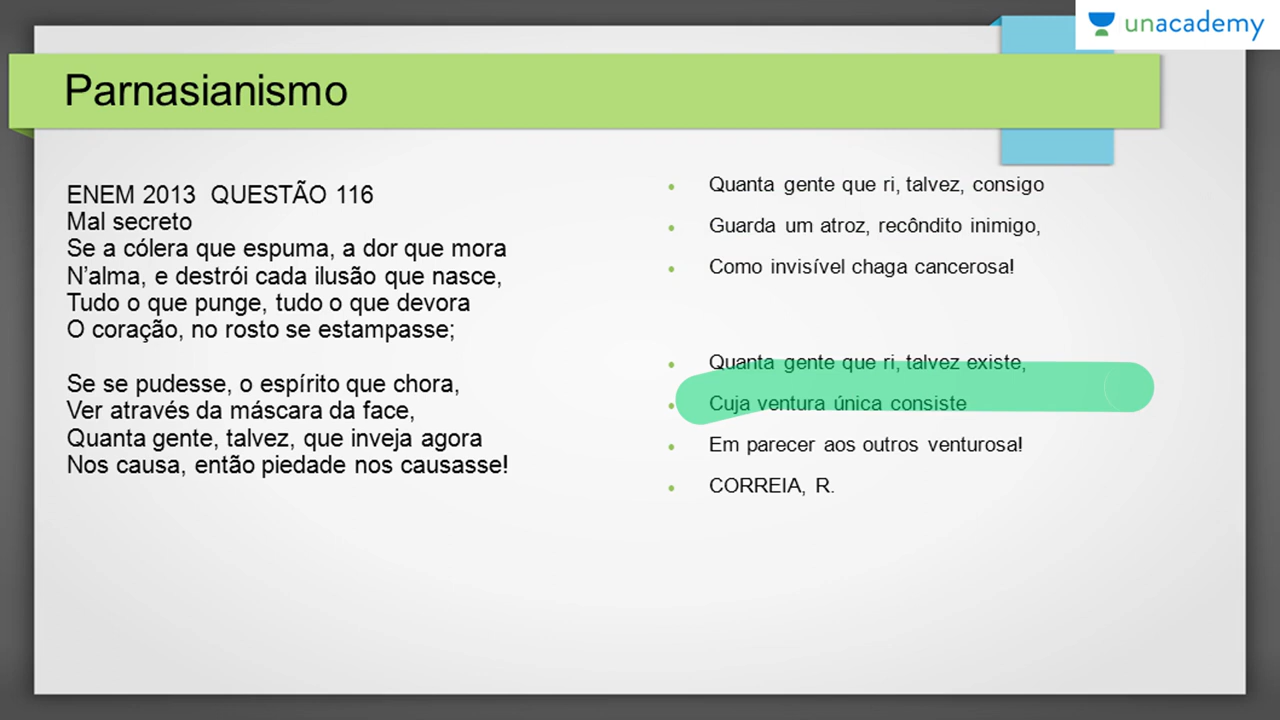 unacademy
Parnasianismo
ENEM 2013 QUESTÃO 116
Mal secreto
Se a cólera que espuma, a dor que mora
N’alma, e destrói cada ilusão que nasce,
Tudo o que punge, tudo o que devora
O coração, no rosto se estampasse;
Se se pudesse, o espírito que chora,
Ver através da máscara da face,
Quanta gente, talvez, que inveja agora
Nos causa, então piedade nos causasse!
Quanta gente que ri, talvez, consigo
Guarda um atroz, recôndito inimigo,
Como invisível chaga cancerosa!
Quanta gente que ri, talvez existe,
Cuja ventura única consiste
Em parecer aos outros venturosa!
CORREIA, R.